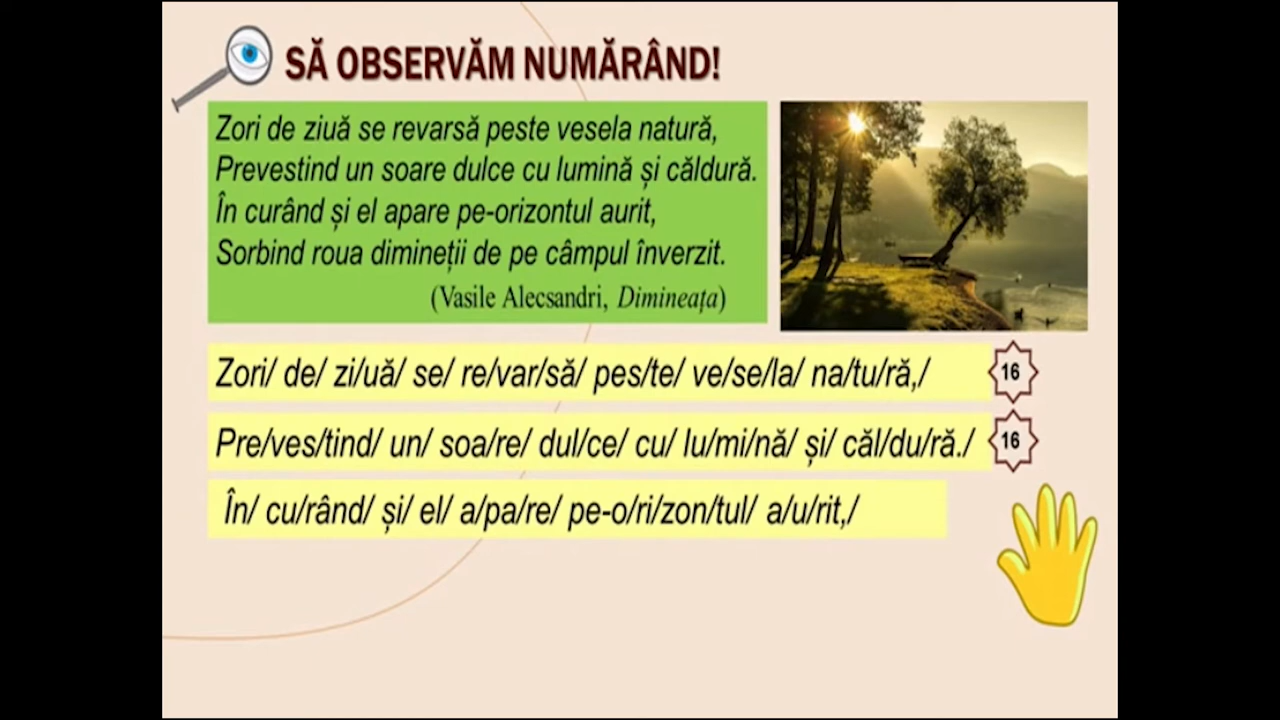 SĂ OBSERVĂM NUMĂRÂND!
Zori de ziuă se revarsă peste vesela natură,
Prevestind un soare dulce cu lumină și căldură.
În curând și el apare pe-orizontul aurit,
Sorbind roua dimineții de pe câmpul înverzit.
(Vasile Alecsandri, Dimineața)
Zori/ de/ zi/uă/ se/ re/var/să/ pes/te/ ve/se/la/ na/tu/ră,/
16
Pre/ves/tind/ un/ soa/re/ dul/ce/ cu/ lu/mi/nă/ și/ căl/du/ră./
16
În/ cu/rând/ și/ el/ a/pa/re/ pe-o/ri/zon/tul/ a/u/rit,/